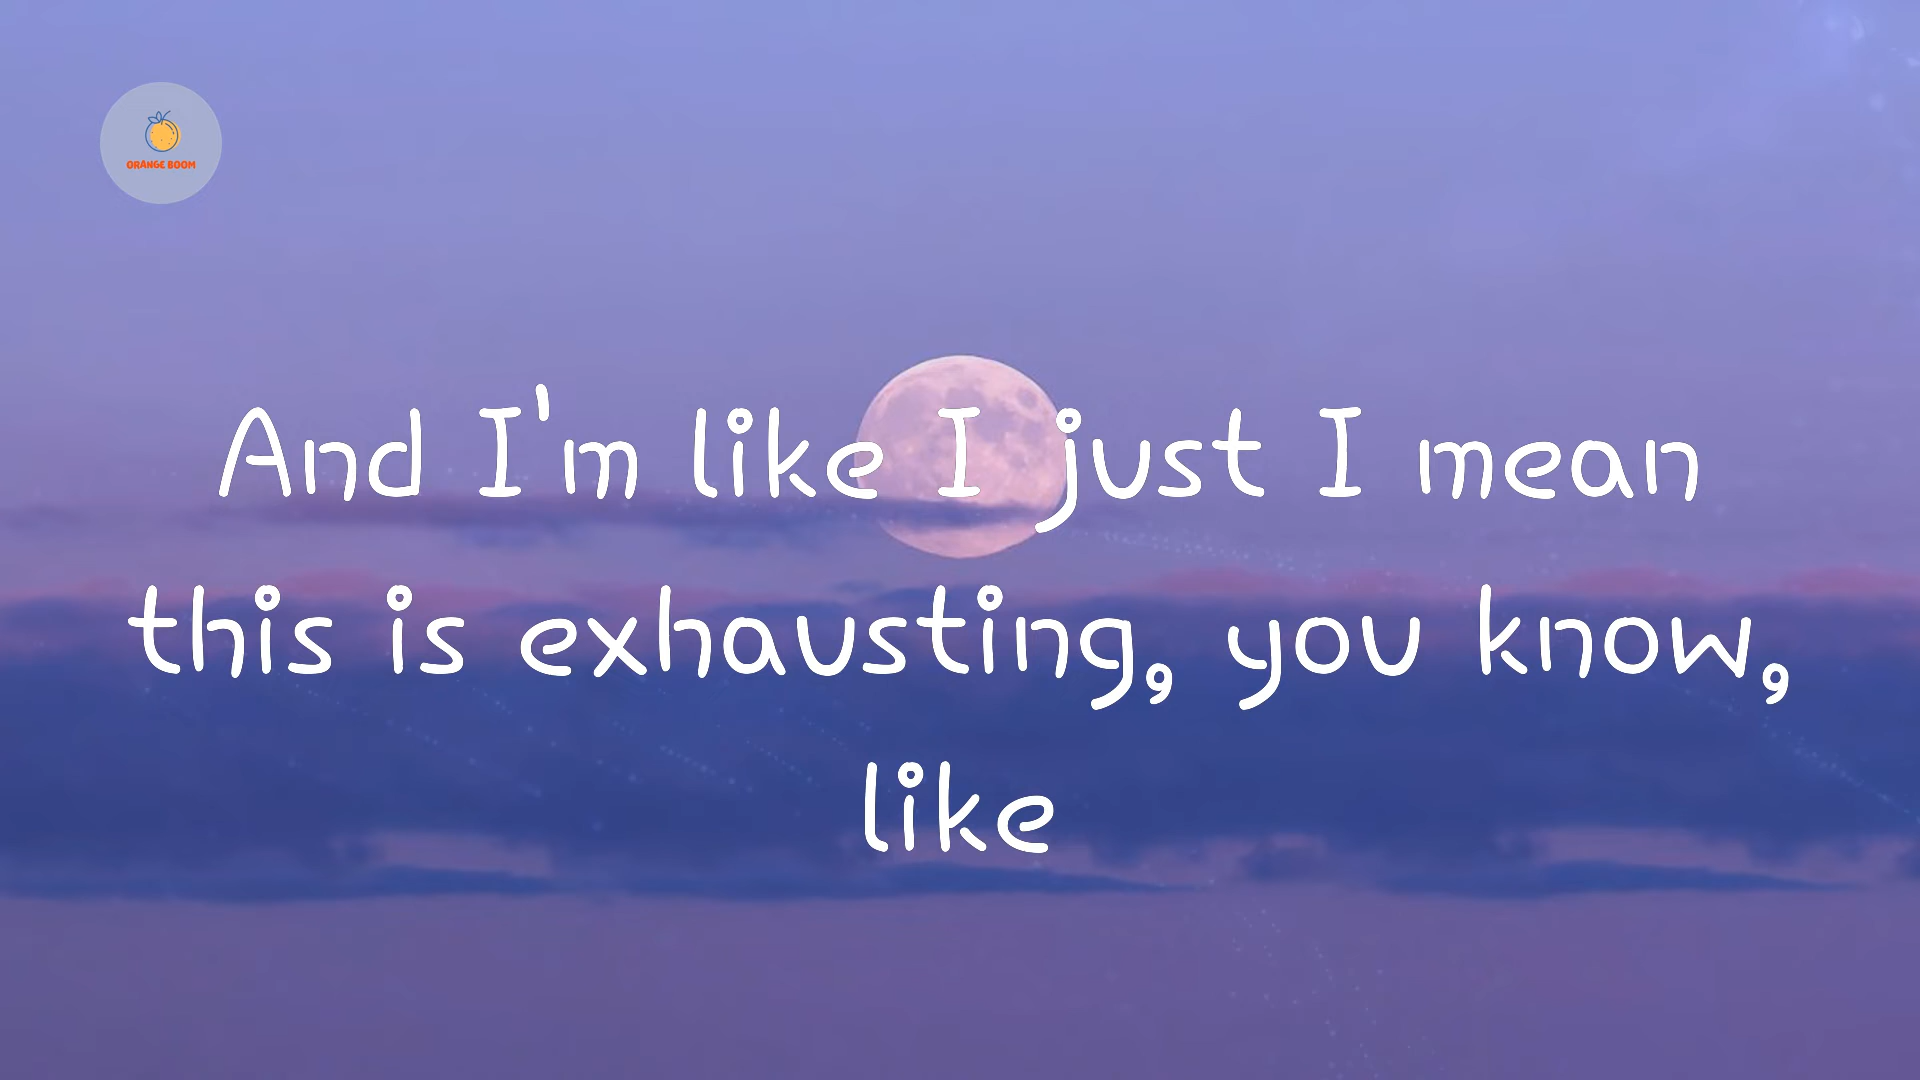 ORANGE BOOM
And I'm like I just I mean
this is exhausting, you know,
like